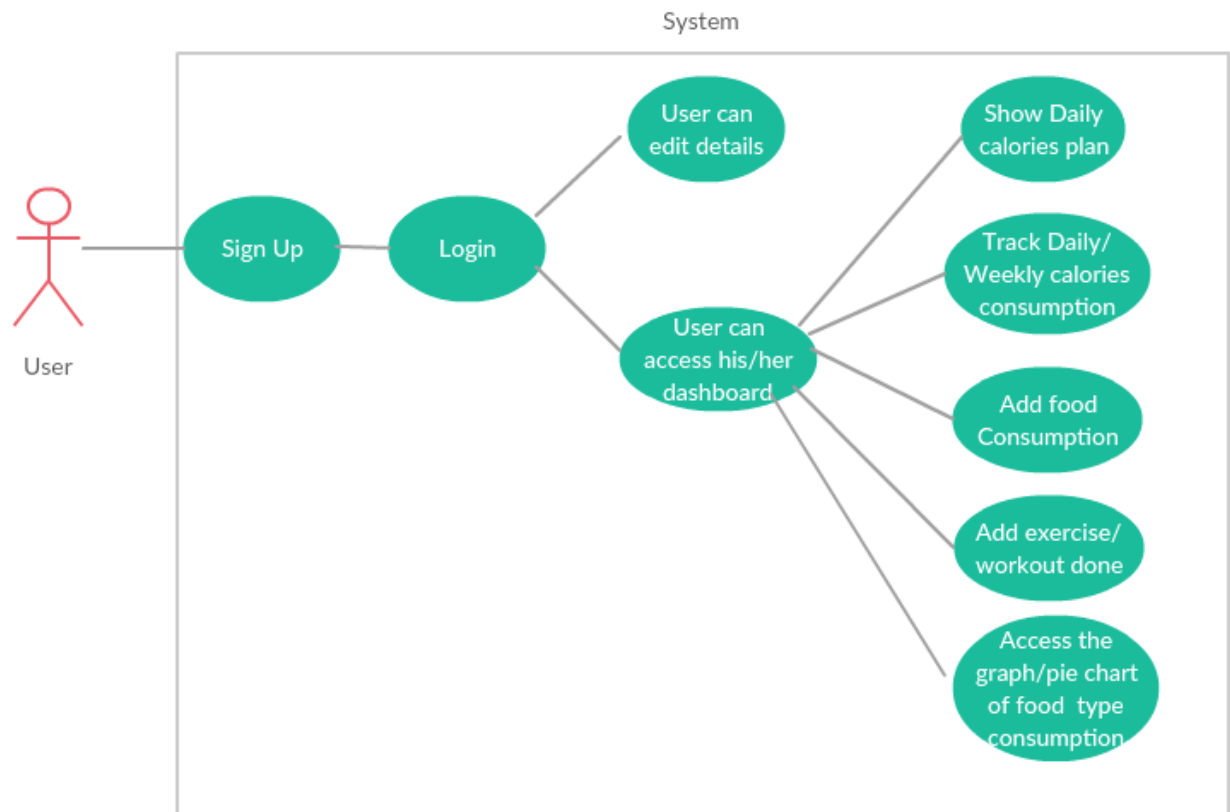 System
User can
edit details
Show Daily
calories plan
Sign Up
Login
Track Daily/
Weekly calories
consumption
User
User can
access his/her
dashboard
Add food
Consumption
Add exercise/
workout done
Access the
graph/pie chart
of food  type
consumption